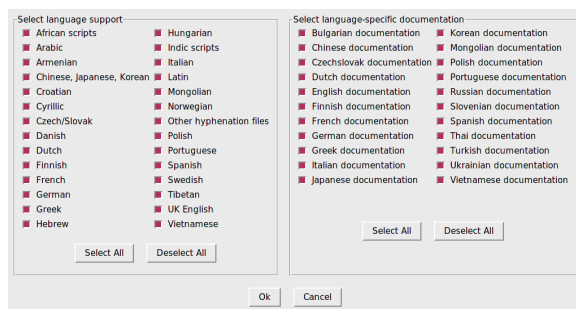 Select language support
African scripts
Arabic
Armenian
Chinese, Japanese, Korean
Croatian
Cyrillic
Czech/Slovak
Danish
Dutch
Finnish
French
German
Greek
Hebrew
Hungarian
Indic scripts
Italian
Latin
Mongolian
Norwegian
Other hyphenation files
Polish
Portuguese
Spanish
Swedish
Tibetan
UK English
Vietnamese
Select All
Deselect All
Select language-specific documentation
Bulgarian documentation
Chinese documentation
Czechslovak documentation
Dutch documentation
English documentation
Finnish documentation
French documentation
German documentation
Greek documentation
Italian documentation
Japanese documentation
Korean documentation
Mongolian documentation
Polish documentation
Portuguese documentation
Russian documentation
Slovenian documentation
Spanish documentation
Thai documentation
Turkish documentation
Ukrainian documentation
Vietnamese documentation
Select All
Deselect All
Ok
Cancel